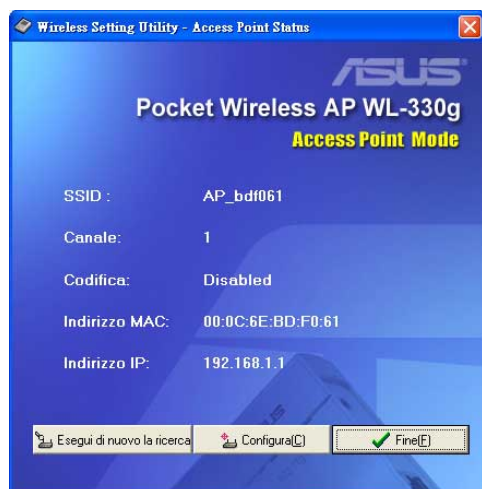 Wireless Setting Utility - Access Point Status
ASUS
Pocket Wireless AP WL-330g
Access Point Mode
SSID : AP_bdf061
Canale: 1
Codifica: Disabled
Indirizzo MAC: 00:0C:6E:BD:F0:61
Indirizzo IP: 192.168.1.1
Esegui di nuovo la ricerca Configura(C) Fine(F)